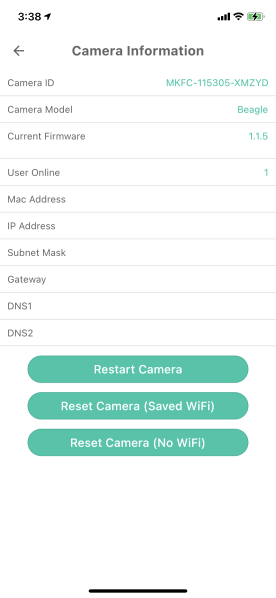 3:38
Camera Information
Camera ID MKFC-115305-XMZYD
Camera Model Beagle
Current Firmware 1.1.5
User Online 1
Mac Address
IP Address
Subnet Mask
Gateway
DNS1
DNS2
Restart Camera
Reset Camera (Saved WiFi)
Reset Camera (No WiFi)